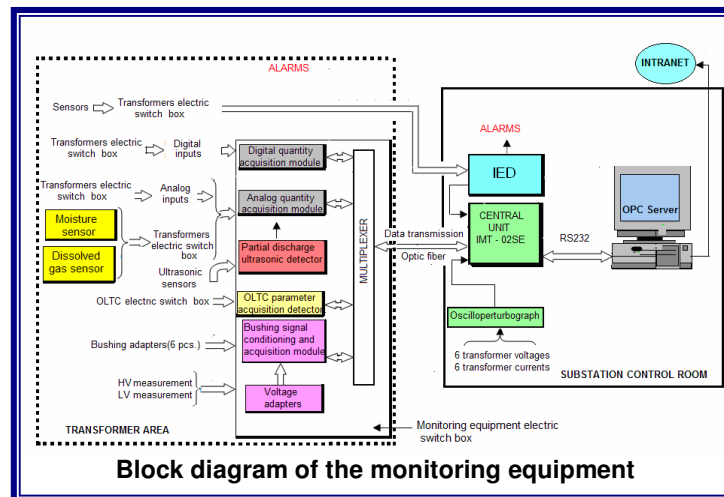 ALARMS
Sensors
Transformers electric
switch box
Transformers electric
switch box
Digital
inputs
Digital quantity
acquisition module
Transformers electric
switch box
Analog
inputs
Analog quantity
acquisition module
Moisture
sensor
Dissolved
gas sensor
Transformers
electric switch
box
Ultrasonic
sensors
Partial discharge
ultrasonic detector
OLTC electric switch box
OLTC parameter
acquisition detector
Bushing adapters(6 pcs.)
Bushing signal
conditioning and
acquisition module
HV measurement
LV measurement
Voltage
adapters
MULTIPLEXER
TRANSFORMER AREA
Monitoring equipment electric
switch box
Data transmission
Optic fiber
ALARMS
IED
CENTRAL
UNIT
IMT - 02SE
RS232
OPC Server
INTRANET
Oscilloperturbograph
6 transformer voltages
6 transformer currents
SUBSTATION CONTROL ROOM
Block diagram of the monitoring equipment